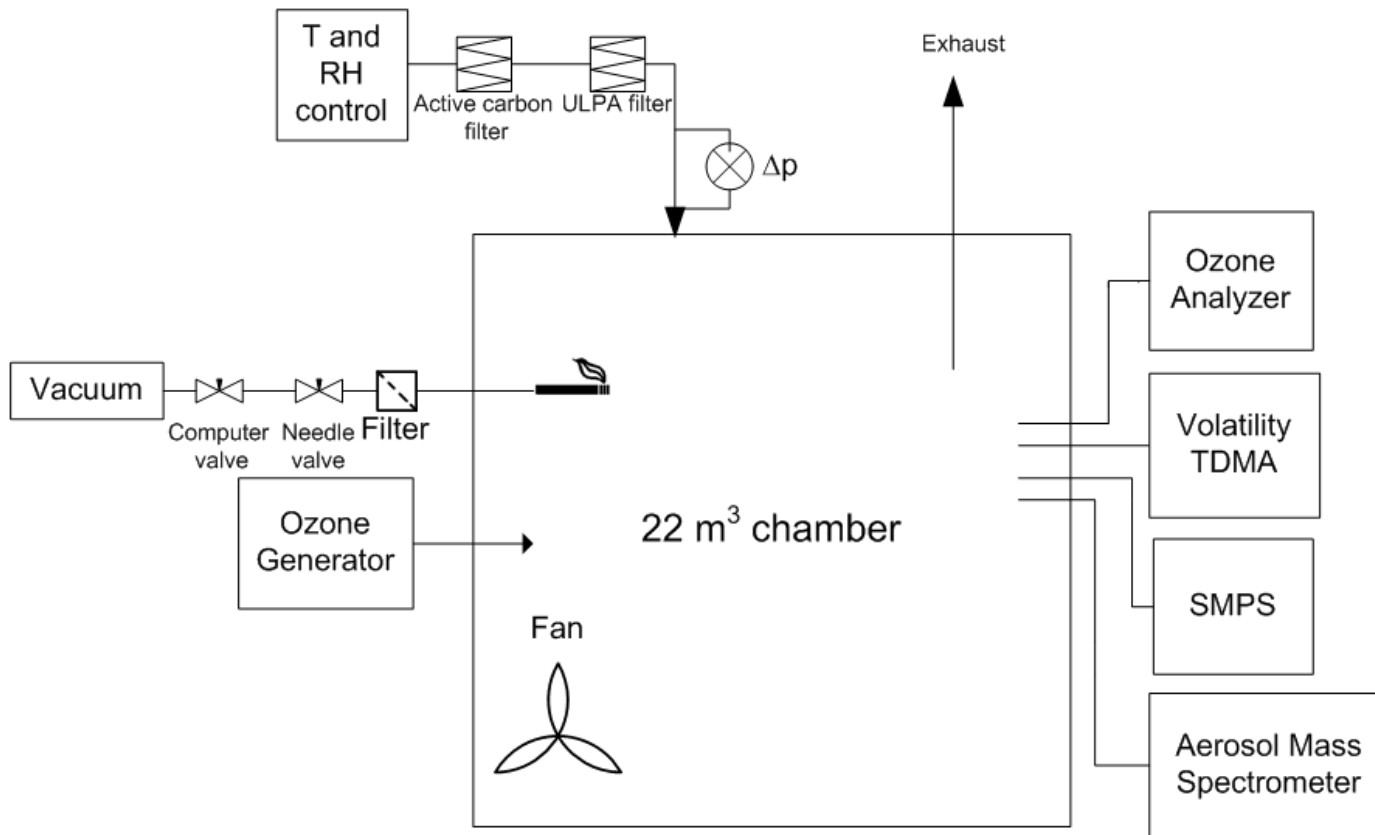 T and
RH
control
Active carbon
filter
ULPA filter
Δp
Exhaust
Ozone
Analyzer
Vacuum
Computer
valve
Needle
valve
Filter
Volatility
TDMA
Ozone
Generator
22 m³ chamber
SMPS
Fan
Aerosol Mass
Spectrometer